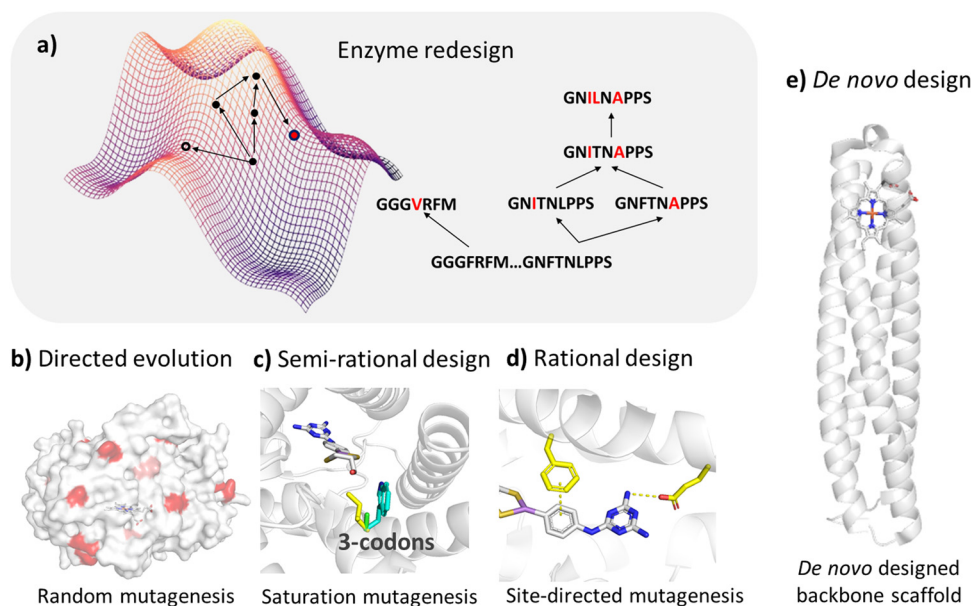 a)
Enzyme redesign
GNILNAPPS
GNITNAPPS
GGGVRFM
GNITNLPPS
GNFTNAPPS
GGGFRFM...GNFTNLPPS
e) De novo design
b) Directed evolution
c) Semi-rational design
d) Rational design
3-codons
Random mutagenesis
Saturation mutagenesis
Site-directed mutagenesis
De novo designed
backbone scaffold